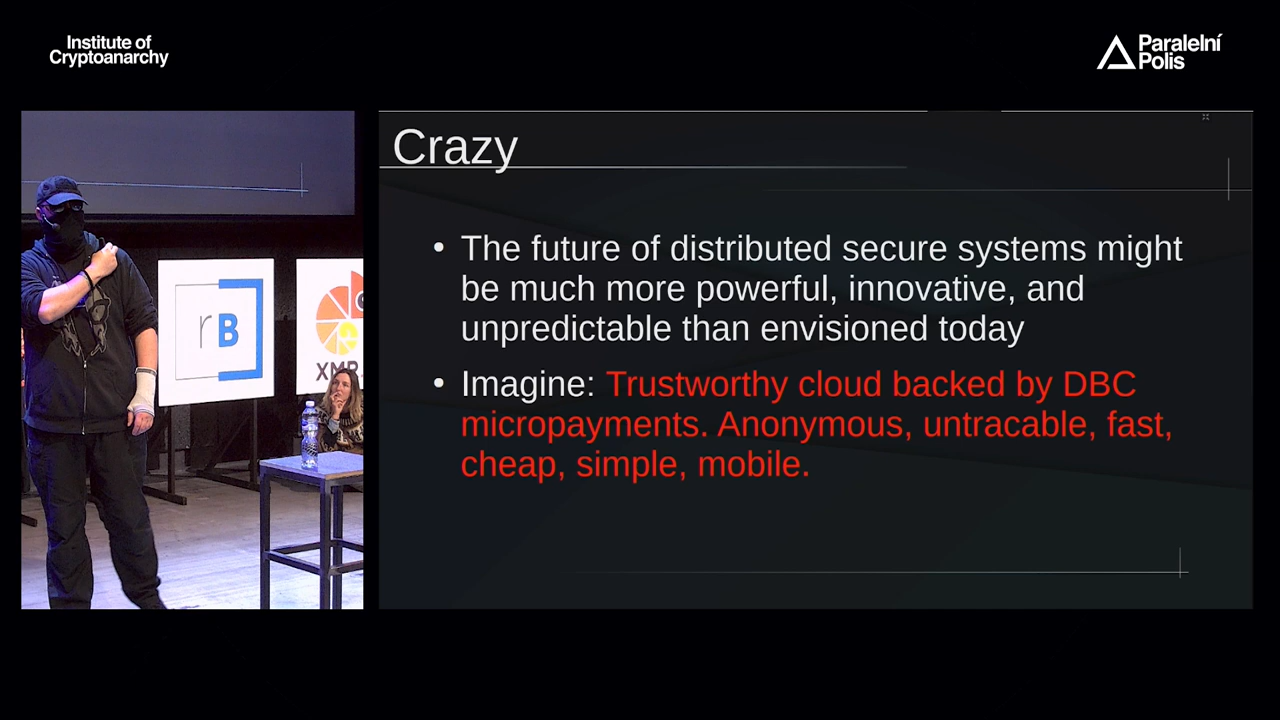 Institute of
Cryptoanarchy
Paralelní
Polis
Crazy
• The future of distributed secure systems might
be much more powerful, innovative, and
unpredictable than envisioned today
• Imagine: Trustworthy cloud backed by DBC
micropayments. Anonymous, untracable, fast,
cheap, simple, mobile.
rB
XMR